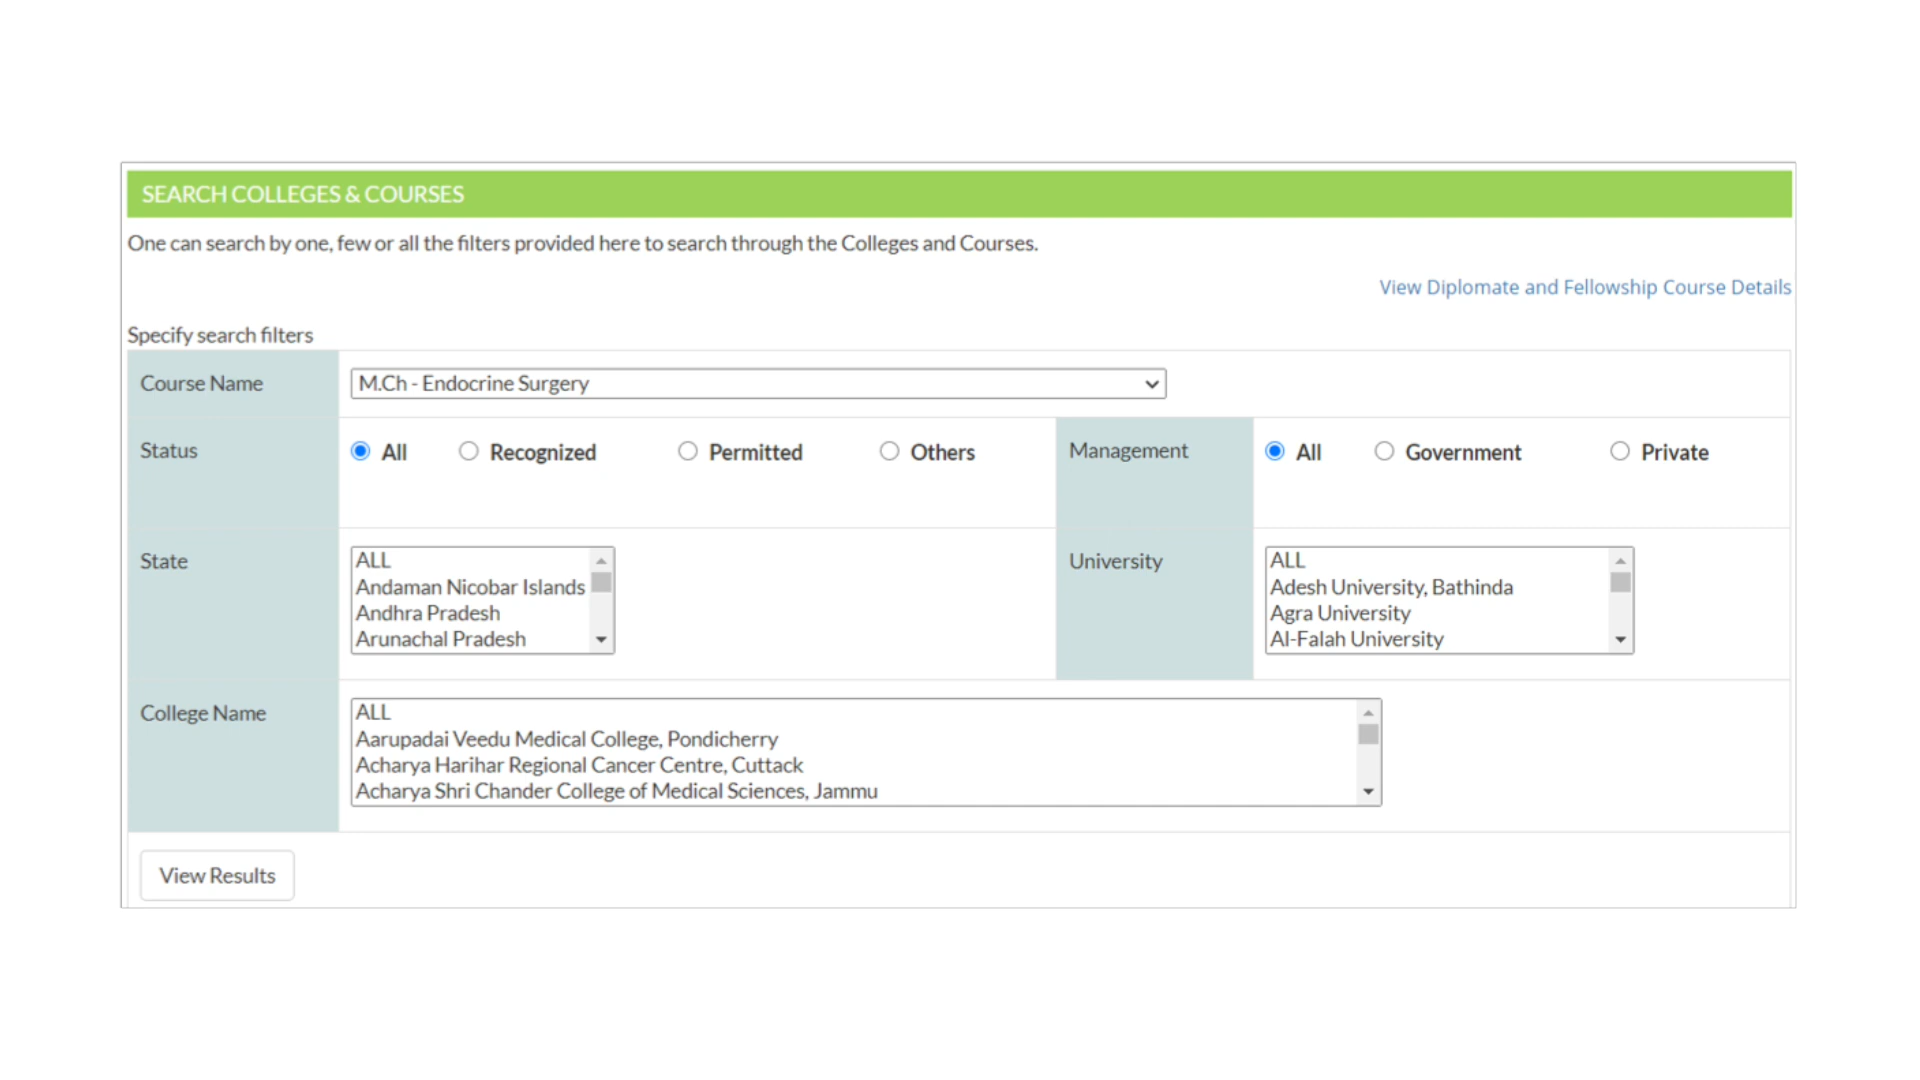 SEARCH COLLEGES & COURSES
One can search by one, few or all the filters provided here to search through the Colleges and Courses.
View Diplomate and Fellowship Course Details
Specify search filters
Course Name
M.Ch - Endocrine Surgery
Status
All Recognized Permitted Others
Management
All Government Private
State
ALL
Andaman Nicobar Islands
Andhra Pradesh
Arunachal Pradesh
University
ALL
Adesh University, Bathinda
Agra University
Al-Falah University
College Name
ALL
Aarupadai Veedu Medical College, Pondicherry
Acharya Harihar Regional Cancer Centre, Cuttack
Acharya Shri Chander College of Medical Sciences, Jammu
View Results